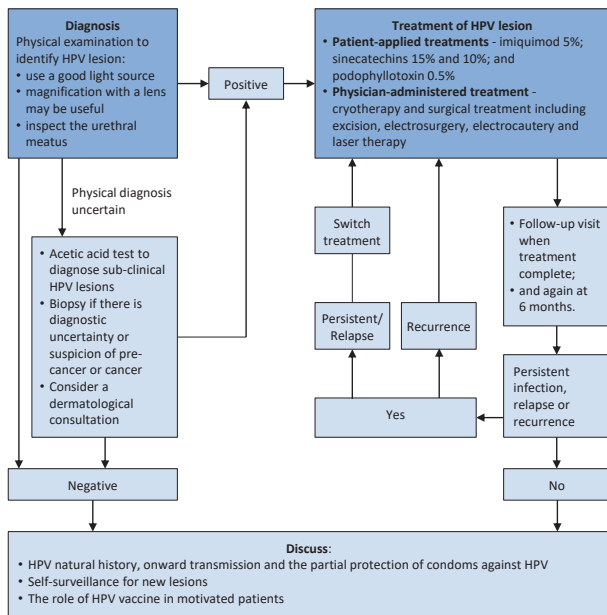 Diagnosis
Physical examination to
identify HPV lesion:
• use a good light source
• magnification with a lens
may be useful
• inspect the urethral
meatus
Positive
Treatment of HPV lesion
• Patient-applied treatments - imiquimod 5%;
sinecatechins 15% and 10%; and
podophyllotoxin 0.5%
• Physician-administered treatment -
cryotherapy and surgical treatment including
excision, electrosurgery, electrocautery and
laser therapy
Physical diagnosis
uncertain
• Acetic acid test to
diagnose sub-clinical
HPV lesions
• Biopsy if there is
diagnostic
uncertainty or
suspicion of pre-
cancer or cancer
• Consider a
dermatological
consultation
Switch
treatment
Persistent/
Relapse
Recurrence
• Follow-up visit
when
treatment
complete;
• and again at
6 months.
Persistent
infection,
relapse or
recurrence
Yes
Negative
No
Discuss:
• HPV natural history, onward transmission and the partial protection of condoms against HPV
• Self-surveillance for new lesions
• The role of HPV vaccine in motivated patients